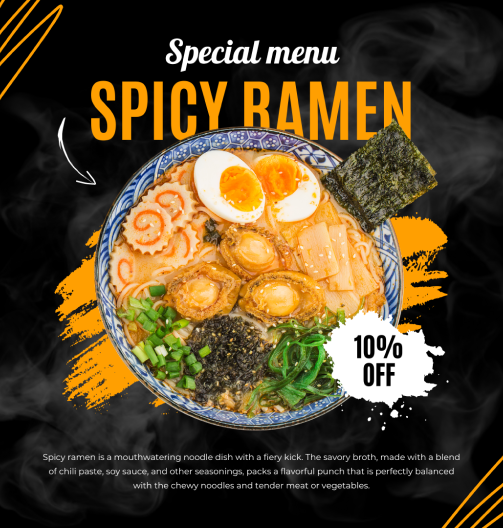 Special menu
SPICY RAMEN
10%
OFF
Spicy ramen is a mouthwatering noodle dish with a fiery kick. The savory broth, made with a blend
of chili paste, soy sauce, and other seasonings, packs a flavorful punch that is perfectly balanced
with the chewy noodles and tender meat or vegetables.